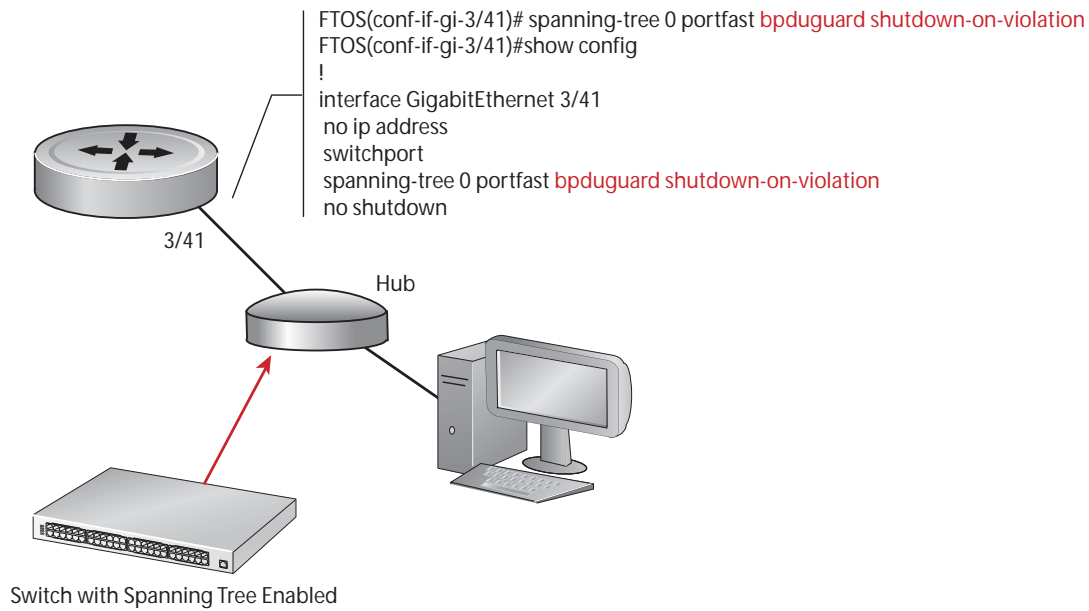 FTOS(conf-if-gi-3/41)# spanning-tree 0 portfast bpduguard shutdown-on-violation
FTOS(conf-if-gi-3/41)#show config
!
interface GigabitEthernet 3/41
no ip address
switchport
spanning-tree 0 portfast bpduguard shutdown-on-violation
no shutdown
3/41
Hub
Switch with Spanning Tree Enabled